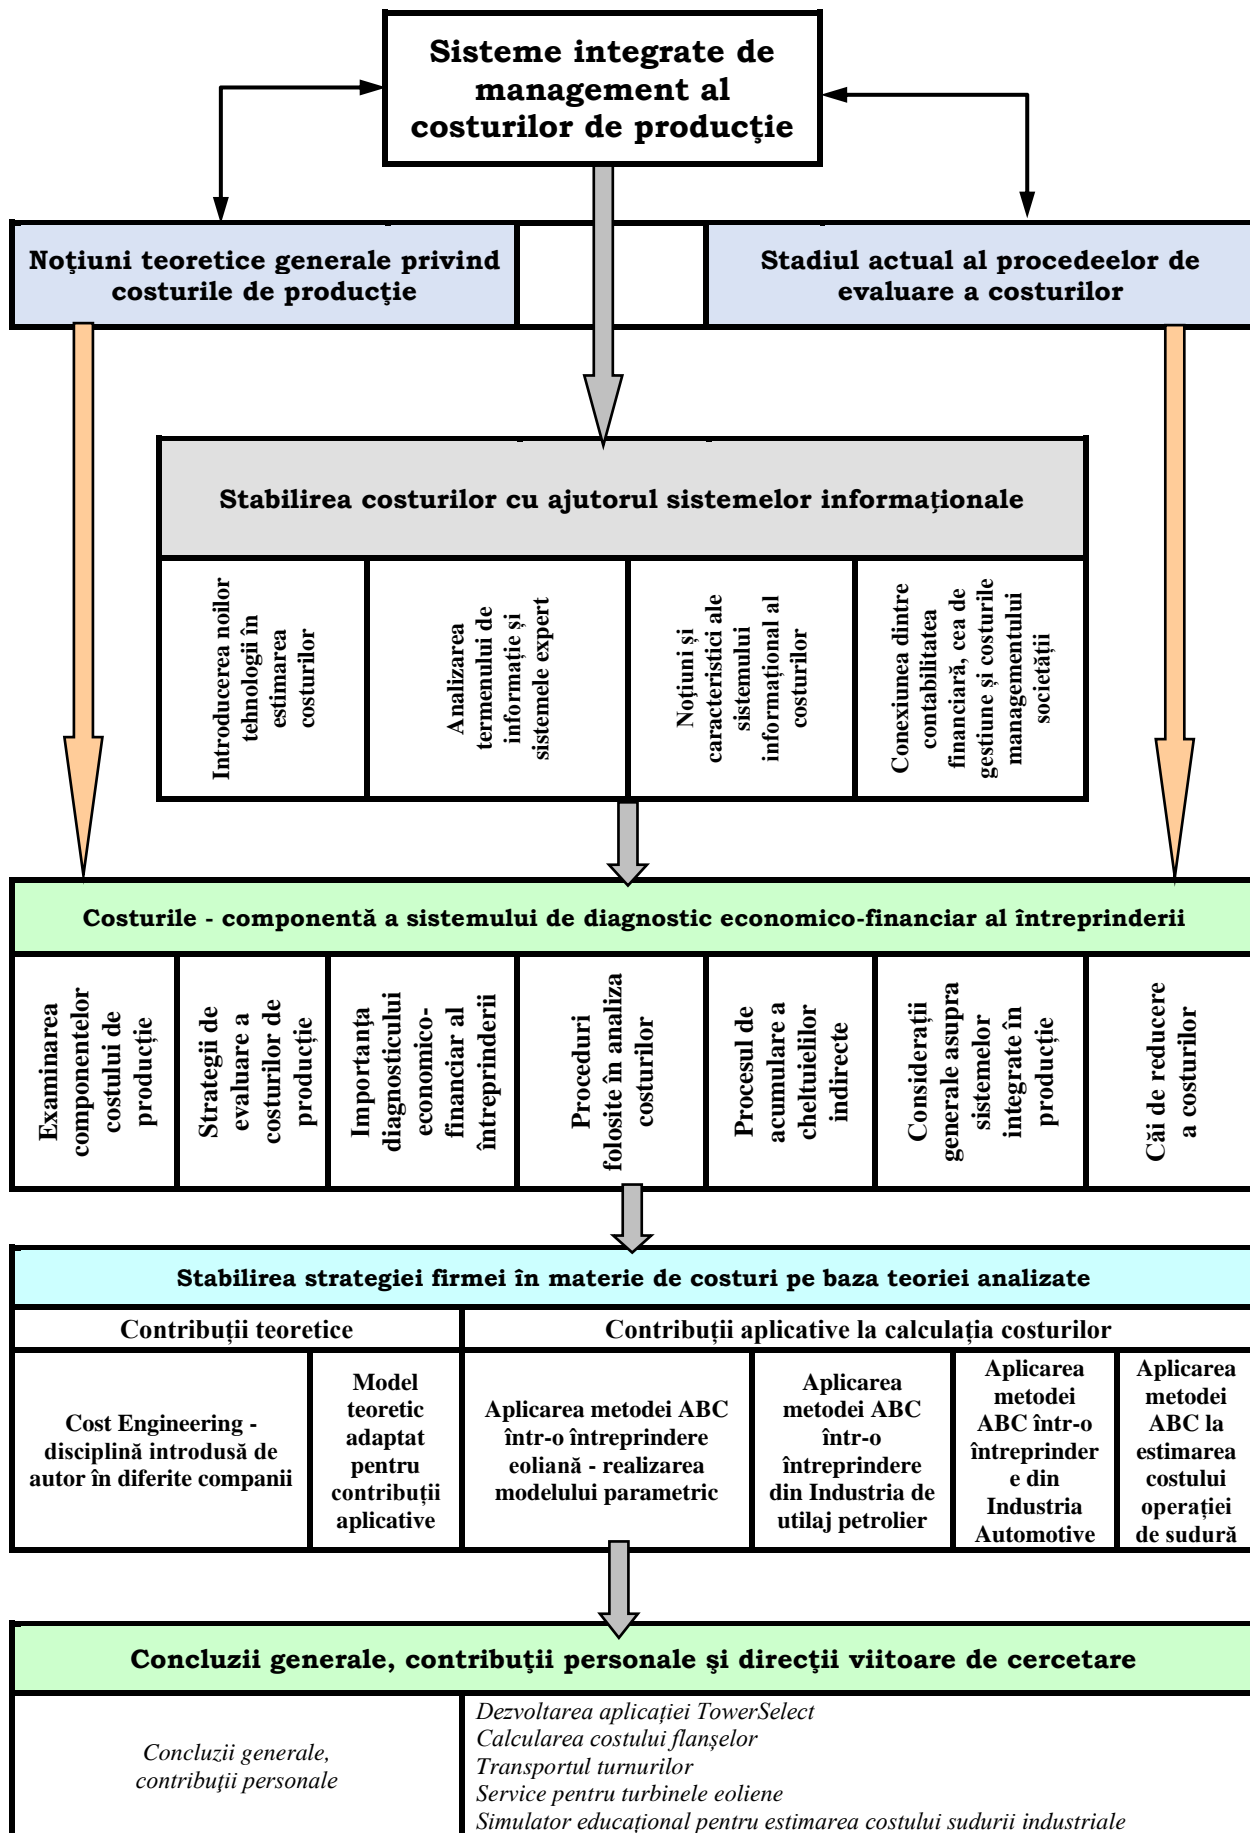 Sisteme integrate de
management al
costurilor de producţie
Noţiuni teoretice generale privind
costurile de producţie
Stadiul actual al procedeelor de
evaluare a costurilor
Stabilirea costurilor cu ajutorul sistemelor informaționale
Introducerea noilor
tehnologii în
estimarea
costurilor
Analizarea
termenului de
informație și
sistemele expert
Noțiuni și
caracteristici ale
sistemului
informațional al
costurilor
Conexiunea dintre
contabilitatea
financiară, cea de
gestiune și costurile
managementului
societății
Costurile - componentă a sistemului de diagnostic economico-financiar al întreprinderii
Examinarea
componentelor
costului de
producție
Strategii de
evaluare a
costurilor de
producție
Importanța
diagnosticului
economico-
financiar al
întreprinderii
Proceduri
folosite în analiza
costurilor
Procesul de
acumulare a
cheltuielilor
indirecte
Considerații
generale asupra
sistemelor
integrate în
producție
Căi de reducere
a costurilor
Stabilirea strategiei firmei în materie de costuri pe baza teoriei analizate
Contribuții teoretice
Contribuții aplicative la calculația costurilor
Cost Engineering -
disciplină introdusă de
autor în diferite companii
Model
teoretic
adaptat
pentru
contribuții
aplicative
Aplicarea metodei ABC
într-o întreprindere
eoliană - realizarea
modelului parametric
Aplicarea
metodei ABC
într-o
întreprindere
din Industria de
utilaj petrolier
Aplicarea
metodei
ABC într-o
întreprinder
e din
Industria
Automotive
Aplicarea
metodei
ABC la
estimarea
costului
operației
de sudură
Concluzii generale, contribuţii personale şi direcţii viitoare de cercetare
Concluzii generale,
contribuţii personale
Dezvoltarea aplicației TowerSelect
Calcularea costului flanșelor
Transportul turnurilor
Service pentru turbinele eoliene
Simulator educațional pentru estimarea costului sudurii industriale